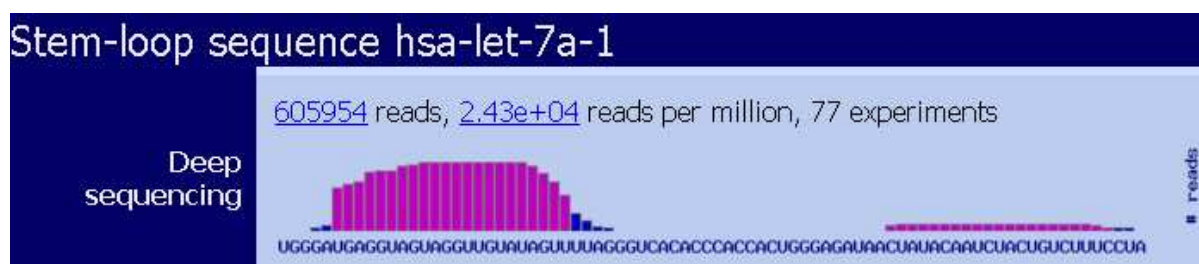 Stem-loop sequence hsa-let-7a-1
605954 reads, 2.43e+04 reads per million, 77 experiments
Deep
sequencing
# reads
UGGGAUGAGGUAGUAGGUUGUAUAGUUUUAGGGUCACACCCACCACUGGGAGAUAACUAUACAAUCUACUGUCUUUCCUA